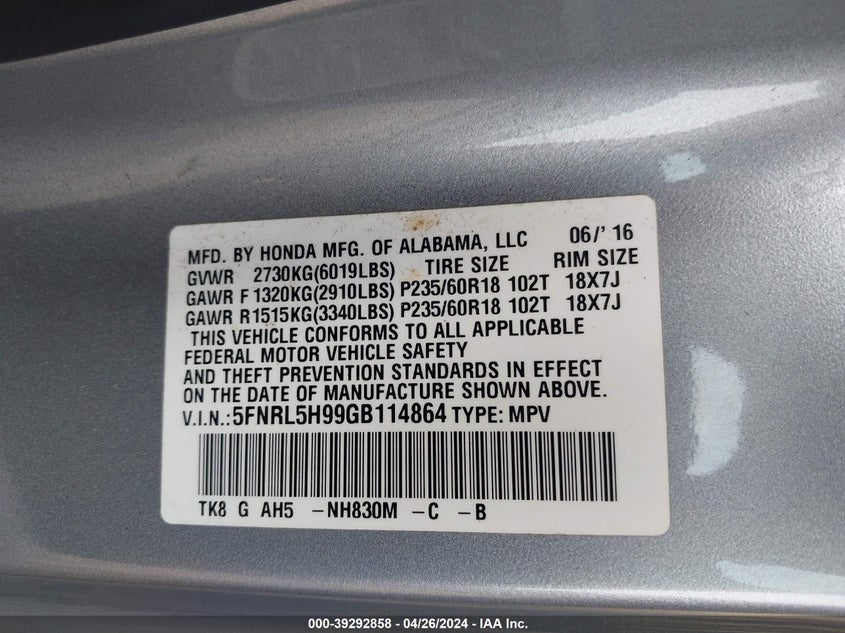 MFD. BY HONDA MFG. OF ALABAMA, LLC 06/' 16
GVWR 2730KG(6019LBS) TIRE SIZE RIM SIZE
GAWR F 1320KG(2910LBS) P235/60R18 102T 18X7J
GAWR R1515KG(3340LBS) P235/60R18 102T 18X7J
THIS VEHICLE CONFORMS TO ALL APPLICABLE
FEDERAL MOTOR VEHICLE SAFETY
AND THEFT PREVENTION STANDARDS IN EFFECT
ON THE DATE OF MANUFACTURE SHOWN ABOVE.
V.I.N.:5FNRL5H99GB114864 TYPE: MPV
TK8 G AH5 -NH830M -C -B
000-39292858 - 04/26/2024 - IAA Inc.